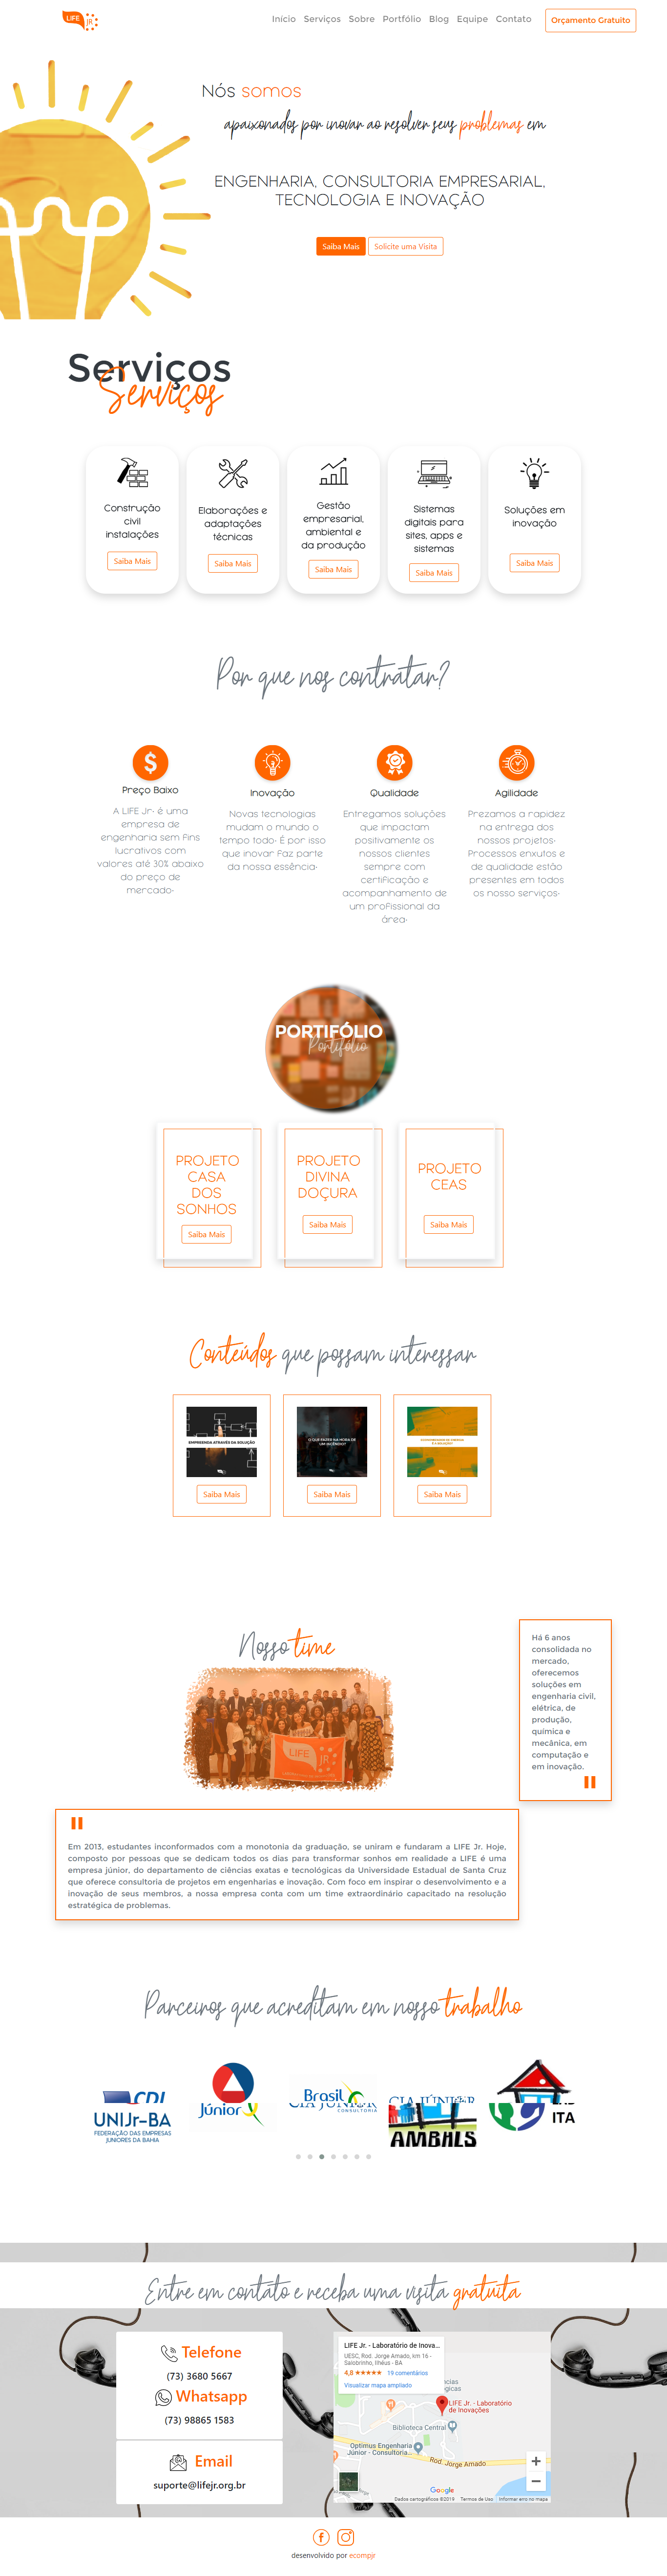 LIFE JR
Início Serviços Sobre Portfólio Blog Equipe Contato Orçamento Gratuito
Nós somos
apaixonados por inovar ao resolver seus problemas em
ENGENHARIA, CONSULTORIA EMPRESARIAL,
TECNOLOGIA E INOVAÇÃO
Saiba Mais Solicite uma Visita
Serviços
Serviços
Construção
civil
instalações
Saiba Mais
Elaborações e
adaptações
técnicas
Saiba Mais
Gestão
empresarial,
ambiental e
da produção
Saiba Mais
Sistemas
digitais para
sites, apps e
sistemas
Saiba Mais
Soluções em
inovação
Saiba Mais
Por que nos contratar?
Preço Baixo
A LIFE Jr. é uma
empresa de
engenharia sem Fins
lucrativos com
valores até 30% abaixo
do preço de
mercado.
Inovação
Novas tecnologias
mudam o mundo o
tempo todo. É por isso
que inovar Faz parte
da nossa essência.
Qualidade
Entregamos soluções
que impactam
positivamente os
nossos clientes
sempre com
certificação e
acompanhamento de
um profissional da
área.
Agilidade
Prezamos a rapidez
na entrega dos
nossos projetos.
Processos enxutos e
de qualidade estão
presentes em todos
os nosso serviços.
PORTIFÓLIO
Portifólio
PROJETO
CASA
DOS
SONHOS
Saiba Mais
PROJETO
DIVINA
DOÇURA
Saiba Mais
PROJETO
CEAS
Saiba Mais
Conteúdos que possam interessar
EMPREENDA ATRAVÉS DA SOLUÇÃO
Saiba Mais
O QUE FAZER NA HORA DE
UM INCÊNDIO?
Saiba Mais
Saiba Mais
Nosso time
LIFE JR
Há 6 anos
consolidada no
mercado,
oferecemos
soluções em
engenharia civil,
elétrica, de
produção,
química e
mecânica, em
computação e
em inovação.
Em 2013, estudantes inconformados com a monotonia da graduação, se uniram e fundaram a LIFE Jr. Hoje,
composto por pessoas que se dedicam todos os dias para transformar sonhos em realidade a LIFE é uma
empresa júnior, do departamento de ciências exatas e tecnológicas da Universidade Estadual de Santa Cruz
que oferece consultoria de projetos em engenharias e inovação. Com foco em inspirar o desenvolvimento e a
inovação de seus membros, a nossa empresa conta com um time extraordinário capacitado na resolução
estratégica de problemas.
Parceiros que acreditam em nosso trabalho
CDL
UNIJr-BA
FEDERAÇÃO DAS EMPRESAS
JUNIORES DA BAHIA
Júnior
Brasil
CIA JÚNIOR
CONSULTORIA
CIA JÚNIOR
AMBHLS
ITA
Entre em contato e receba uma visita gratuita
Telefone
(73) 3680 5667
Whatsapp
(73) 98865 1583
Email
suporte@lifejr.org.br
LIFE Jr. - Laboratório de Inova...
UESC, Rod. Jorge Amado, km 16 -
Salobrinho, Ilhéus - BA
4,8 ★★★★★ 19 comentários
Visualizar mapa ampliado
LIFE Jr. - Laboratório
de Inovações
Biblioteca Central
Optimus Engenharia
Júnior - Consultoria...
Rod. Jorge Amado
Google
Dados cartográficos ©2019 Termos de Uso Informar erro no mapa
desenvolvido por ecompjr